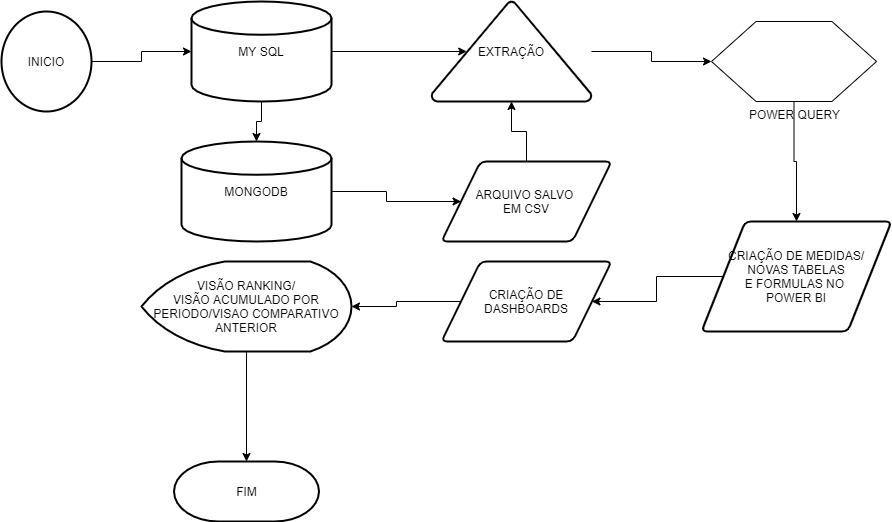 INICIO
MY SQL
EXTRAÇÃO
POWER QUERY
MONGODB
ARQUIVO SALVO
EM CSV
CRIAÇÃO DE MEDIDAS/
NOVAS TABELAS
E FORMULAS NO
POWER BI
CRIAÇÃO DE
DASHBOARDS
VISÃO RANKING/
VISÃO ACUMULADO POR
PERIODO/VISAO COMPARATIVO
ANTERIOR
FIM